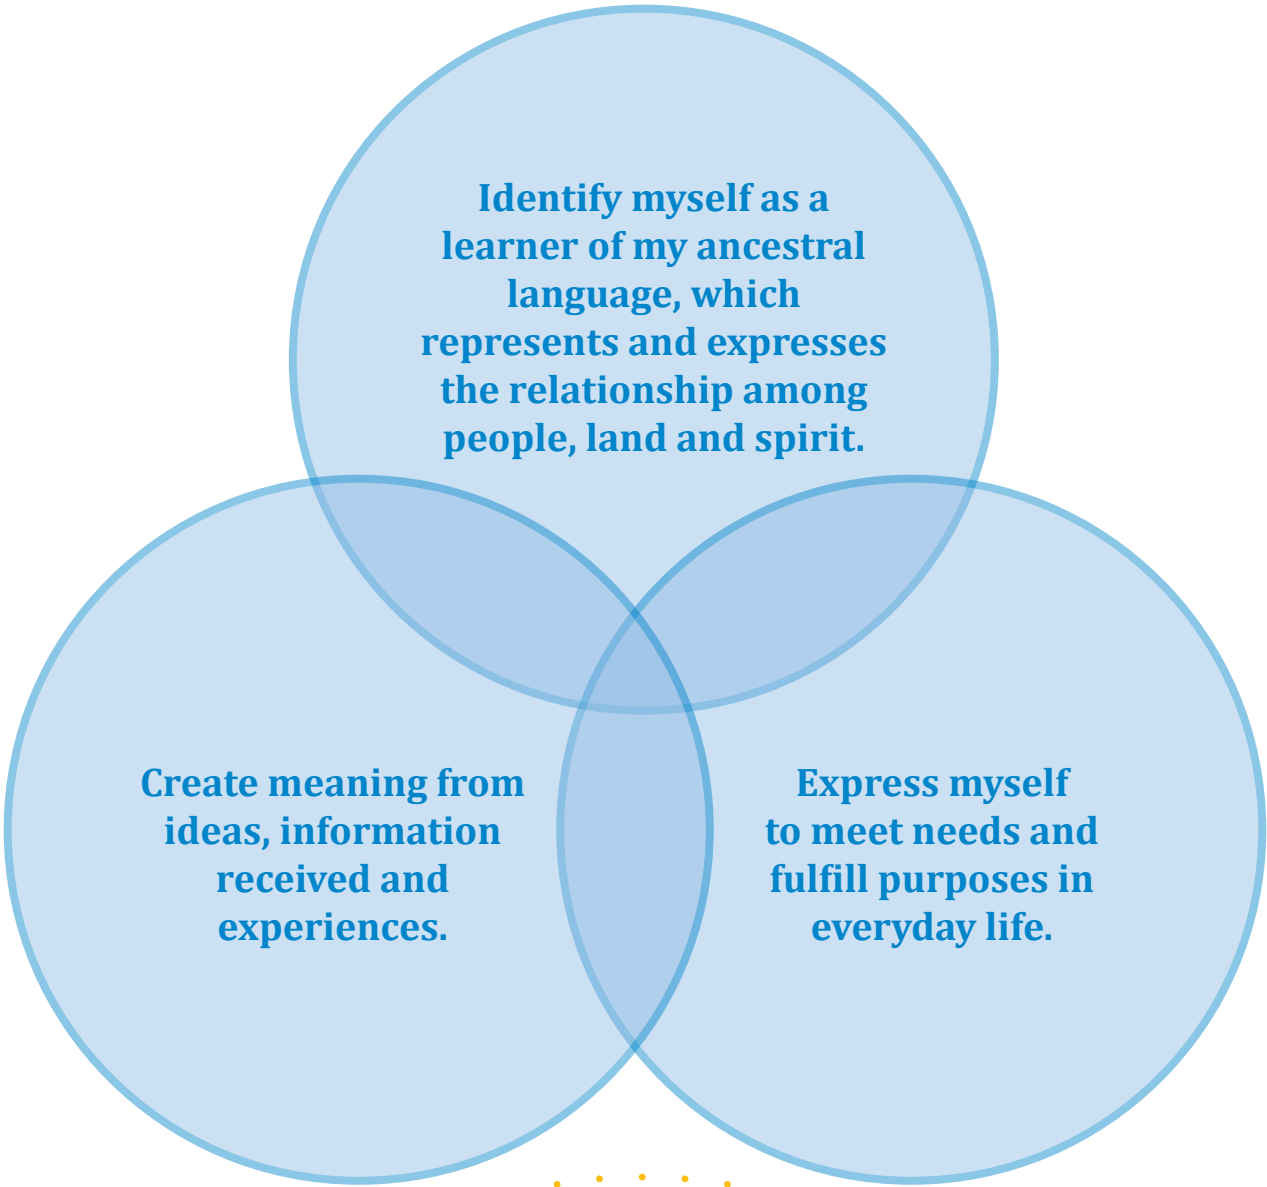 Identify myself as a
learner of my ancestral
language, which
represents and expresses
the relationship among
people, land and spirit.
Create meaning from
ideas, information
received and
experiences.
Express myself
to meet needs and
fulfill purposes in
everyday life.